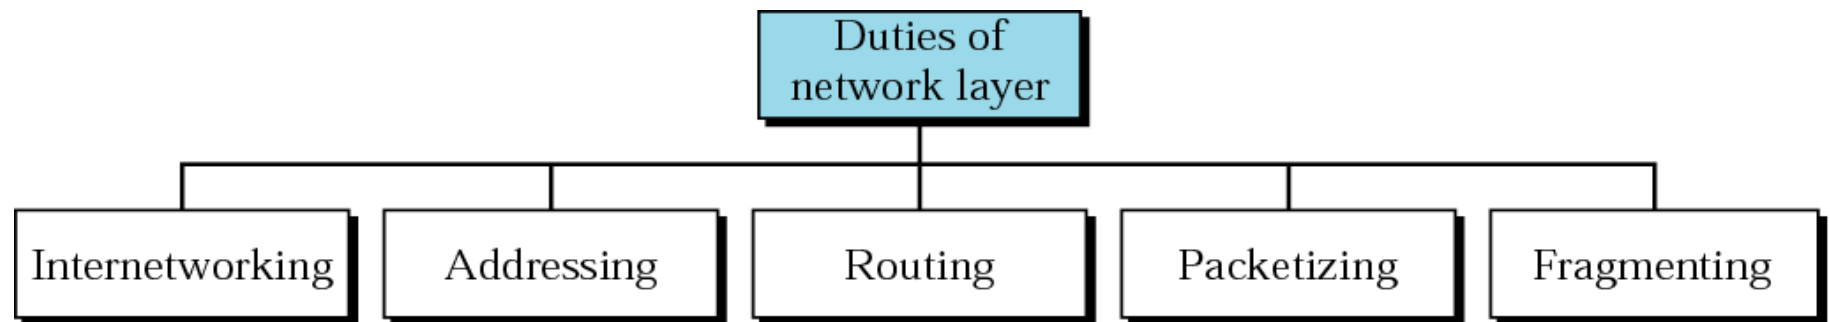 Duties of
network layer
Internetworking
Addressing
Routing
Packetizing
Fragmenting